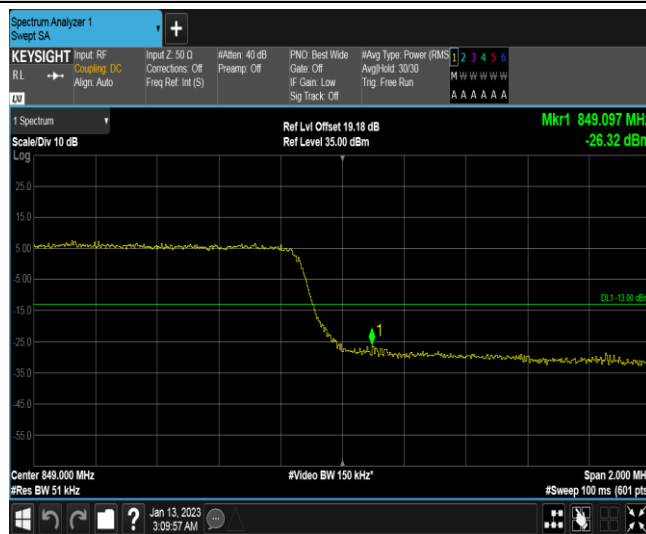 Spectrum Analyzer 1
Swept SA
+
KEYSIGHT
RL
LXI
Input: RF
Coupling: DC
Align: Auto
Input Z: 50 Ω
Corrections: Off
Freq Ref: Int (S)
#Atten: 40 dB
Preamp: Off
PNO: Best Wide
Gate: Off
IF Gain: Low
Sig Track: Off
#Avg Type: Power (RMS
Avg|Hold: 30/30
Trig: Free Run
1 2 3 4 5 6
M W W W W W
A A A A A A
1 Spectrum
Scale/Div 10 dB
Log
Ref Lvl Offset 19.18 dB
Ref Level 35.00 dBm
Mkr1 849.097 MHz
-26.32 dBm
25.0
15.0
5.00
-5.00
DL1 -13.00 dBm
-15.0
-25.0
1
-35.0
-45.0
-55.0
Center 849.000 MHz
#Res BW 51 kHz
#Video BW 150 kHz*
Span 2.000 MHz
#Sweep 100 ms (601 pts
?
Jan 13, 2023
3:09:57 AM